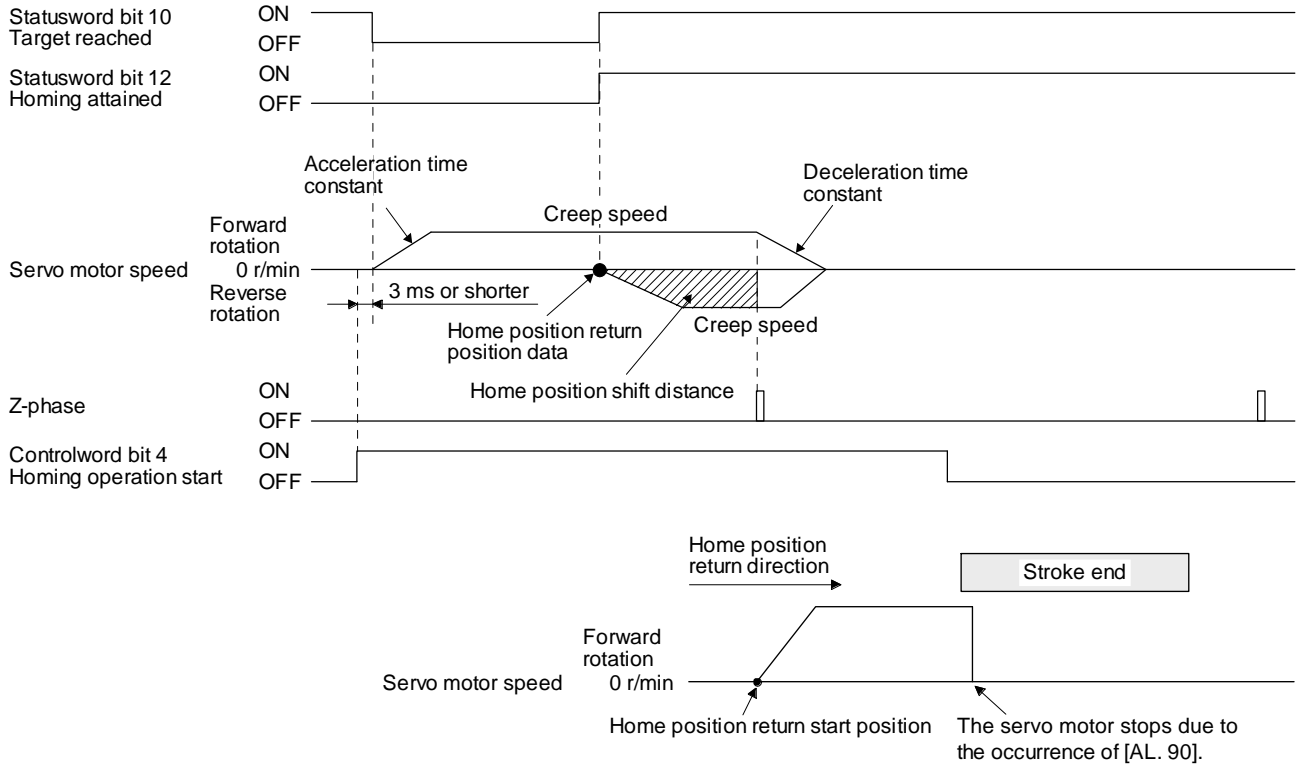 Statusword bit 10
Target reached
ON
OFF
Statusword bit 12
Homing attained
ON
OFF
Acceleration time
constant
Deceleration time
constant
Creep speed
Forward
rotation
Servo motor speed
0 r/min
Reverse
rotation
3 ms or shorter
Creep speed
Home position return
position data
Home position shift distance
Z-phase
ON
OFF
Controlword bit 4
Homing operation start
ON
OFF
Home position
return direction
Stroke end
Forward
rotation
Servo motor speed
0 r/min
Home position return start position
The servo motor stops due to
the occurrence of [AL. 90].